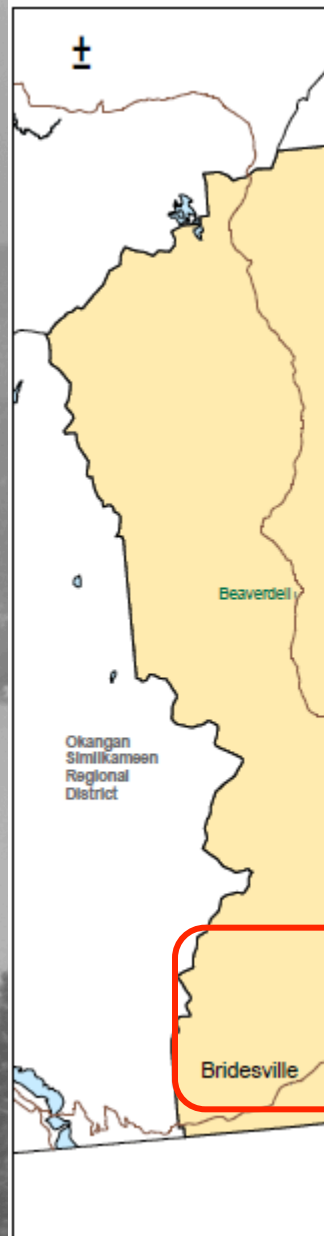 ±
Beaverdell
Okangan
Similkameen
Regional
District
Bridesville